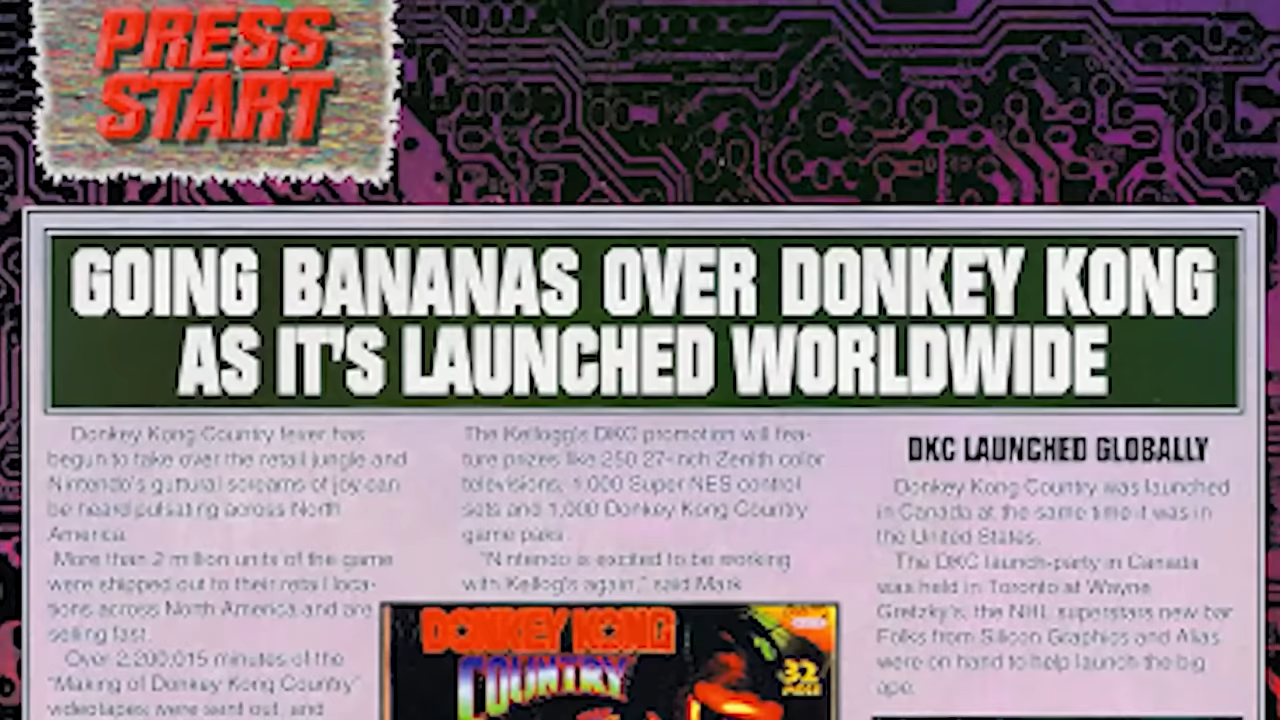 PRESS
START
GOING BANANAS OVER DONKEY KONG
AS IT'S LAUNCHED WORLDWIDE
Donkey Kong Country fever has
begun to take over the retail jungle and
Nintendo's guttural screams of joy can
be heard pulsating across North
America.
More than 2 million units of the game
were shipped out to their retail loca-
tions across North America and are
selling fast.
Over 2,200,015 minutes of the
"Making of Donkey Kong Country"
videotapes were sent out, and
The Kellogg's DKC promotion will fea-
ture prizes like 250 27-inch Zenith color
televisions, 1,000 Super NES control
sets and 1,000 Donkey Kong Country
game paks.
"Nintendo is excited to be working
with Kellog's again," said Mark
DONKEY KONG
COUNTRY
32
MEGS
DKC LAUNCHED GLOBALLY
Donkey Kong Country was launched
in Canada at the same time it was in
the United States.
The DKC launch-party in Canada
was held in Toronto at Wayne
Gretzky's, the NHL superstars new bar
Folks from Silicon Graphics and Alias
were on hand to help launch the big
ape.